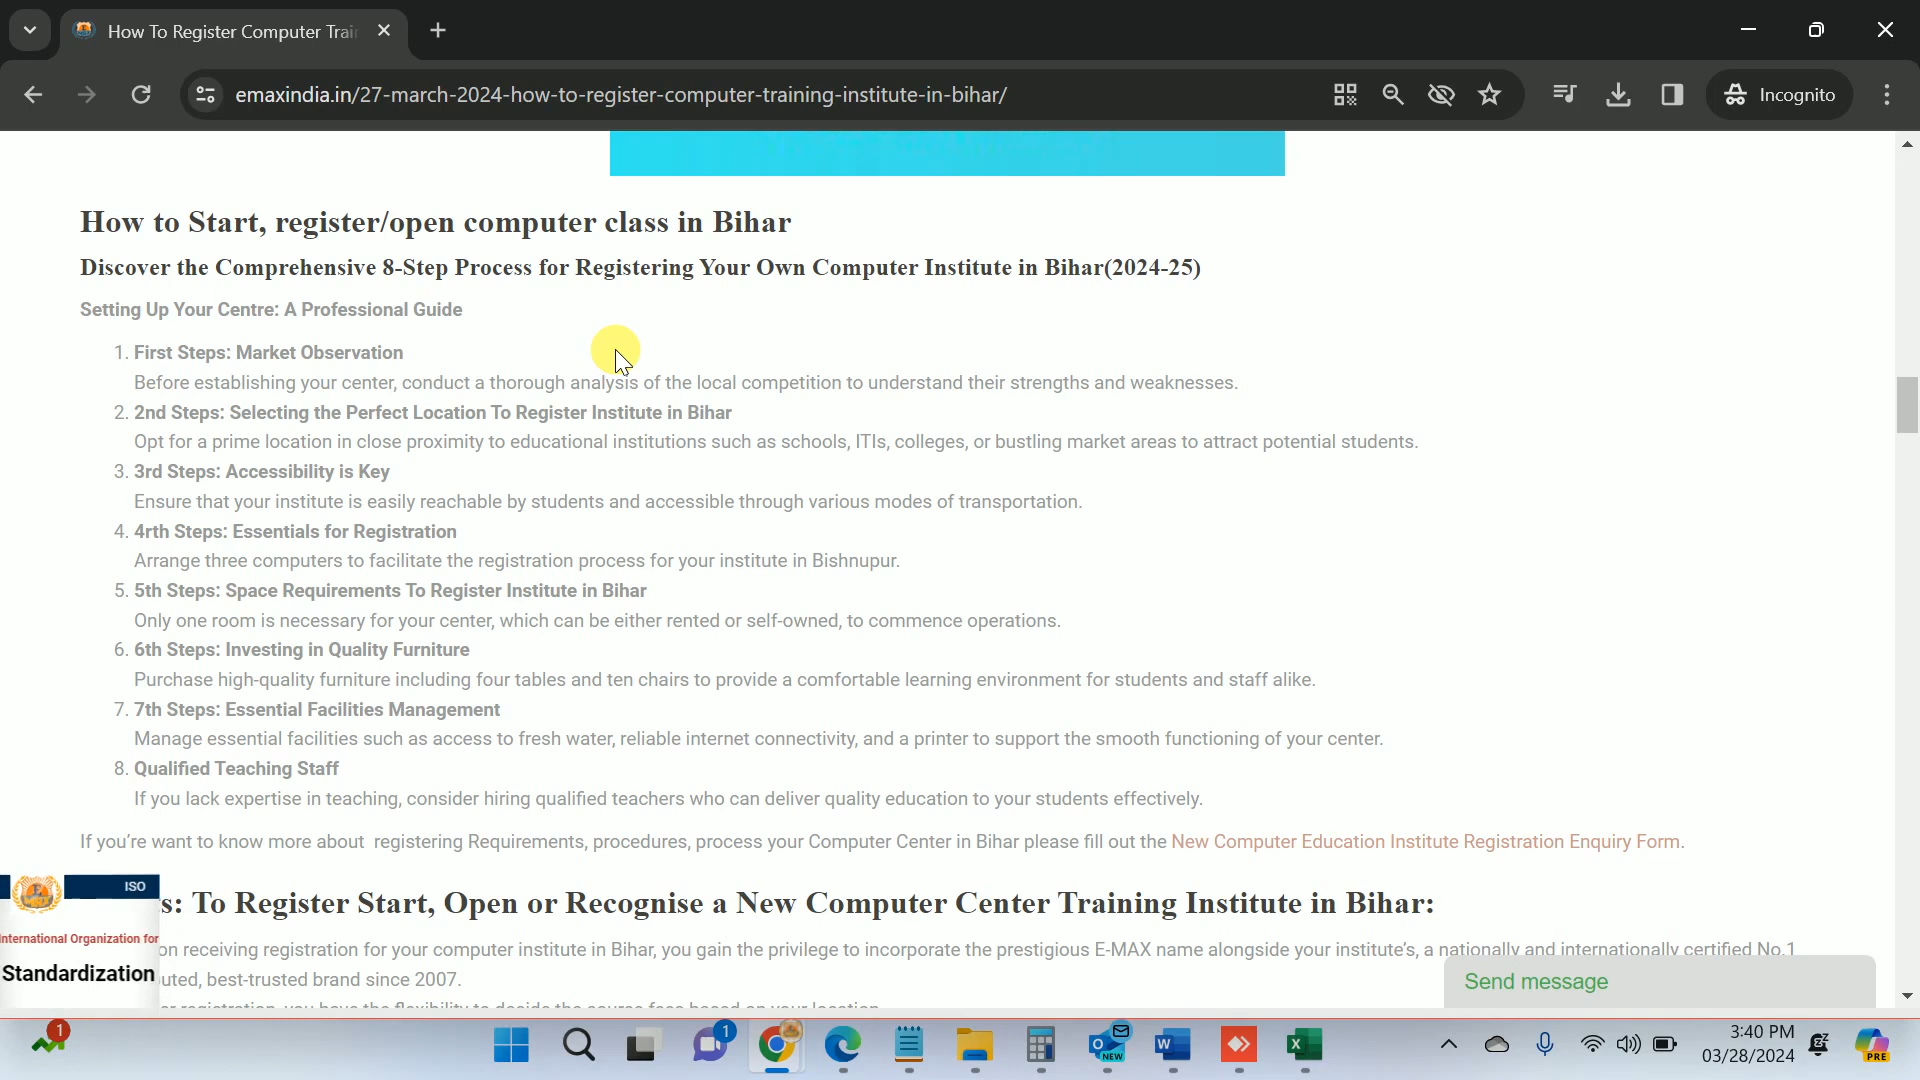 How To Register Computer Trai
emaxindia.in/27-march-2024-how-to-register-computer-training-institute-in-bihar/
Incognito
How to Start, register/open computer class in Bihar
Discover the Comprehensive 8-Step Process for Registering Your Own Computer Institute in Bihar(2024-25)
Setting Up Your Centre: A Professional Guide
1. First Steps: Market Observation
Before establishing your center, conduct a thorough analysis of the local competition to understand their strengths and weaknesses.
2. 2nd Steps: Selecting the Perfect Location To Register Institute in Bihar
Opt for a prime location in close proximity to educational institutions such as schools, ITIs, colleges, or bustling market areas to attract potential students.
3. 3rd Steps: Accessibility is Key
Ensure that your institute is easily reachable by students and accessible through various modes of transportation.
4. 4rth Steps: Essentials for Registration
Arrange three computers to facilitate the registration process for your institute in Bishnupur.
5. 5th Steps: Space Requirements To Register Institute in Bihar
Only one room is necessary for your center, which can be either rented or self-owned, to commence operations.
6. 6th Steps: Investing in Quality Furniture
Purchase high-quality furniture including four tables and ten chairs to provide a comfortable learning environment for students and staff alike.
7. 7th Steps: Essential Facilities Management
Manage essential facilities such as access to fresh water, reliable internet connectivity, and a printer to support the smooth functioning of your center.
8. Qualified Teaching Staff
If you lack expertise in teaching, consider hiring qualified teachers who can deliver quality education to your students effectively.
If you're want to know more about registering Requirements, procedures, process your Computer Center in Bihar please fill out the New Computer Education Institute Registration Enquiry Form.
s: To Register Start, Open or Recognise a New Computer Center Training Institute in Bihar:
on receiving registration for your computer institute in Bihar, you gain the privilege to incorporate the prestigious E-MAX name alongside your institute's, a nationally and internationally certified No.1
uted, best-trusted brand since 2007.
ISO
International Organization for
Standardization
Send message
1
1
NEW
3:40 PM
03/28/2024
PRE